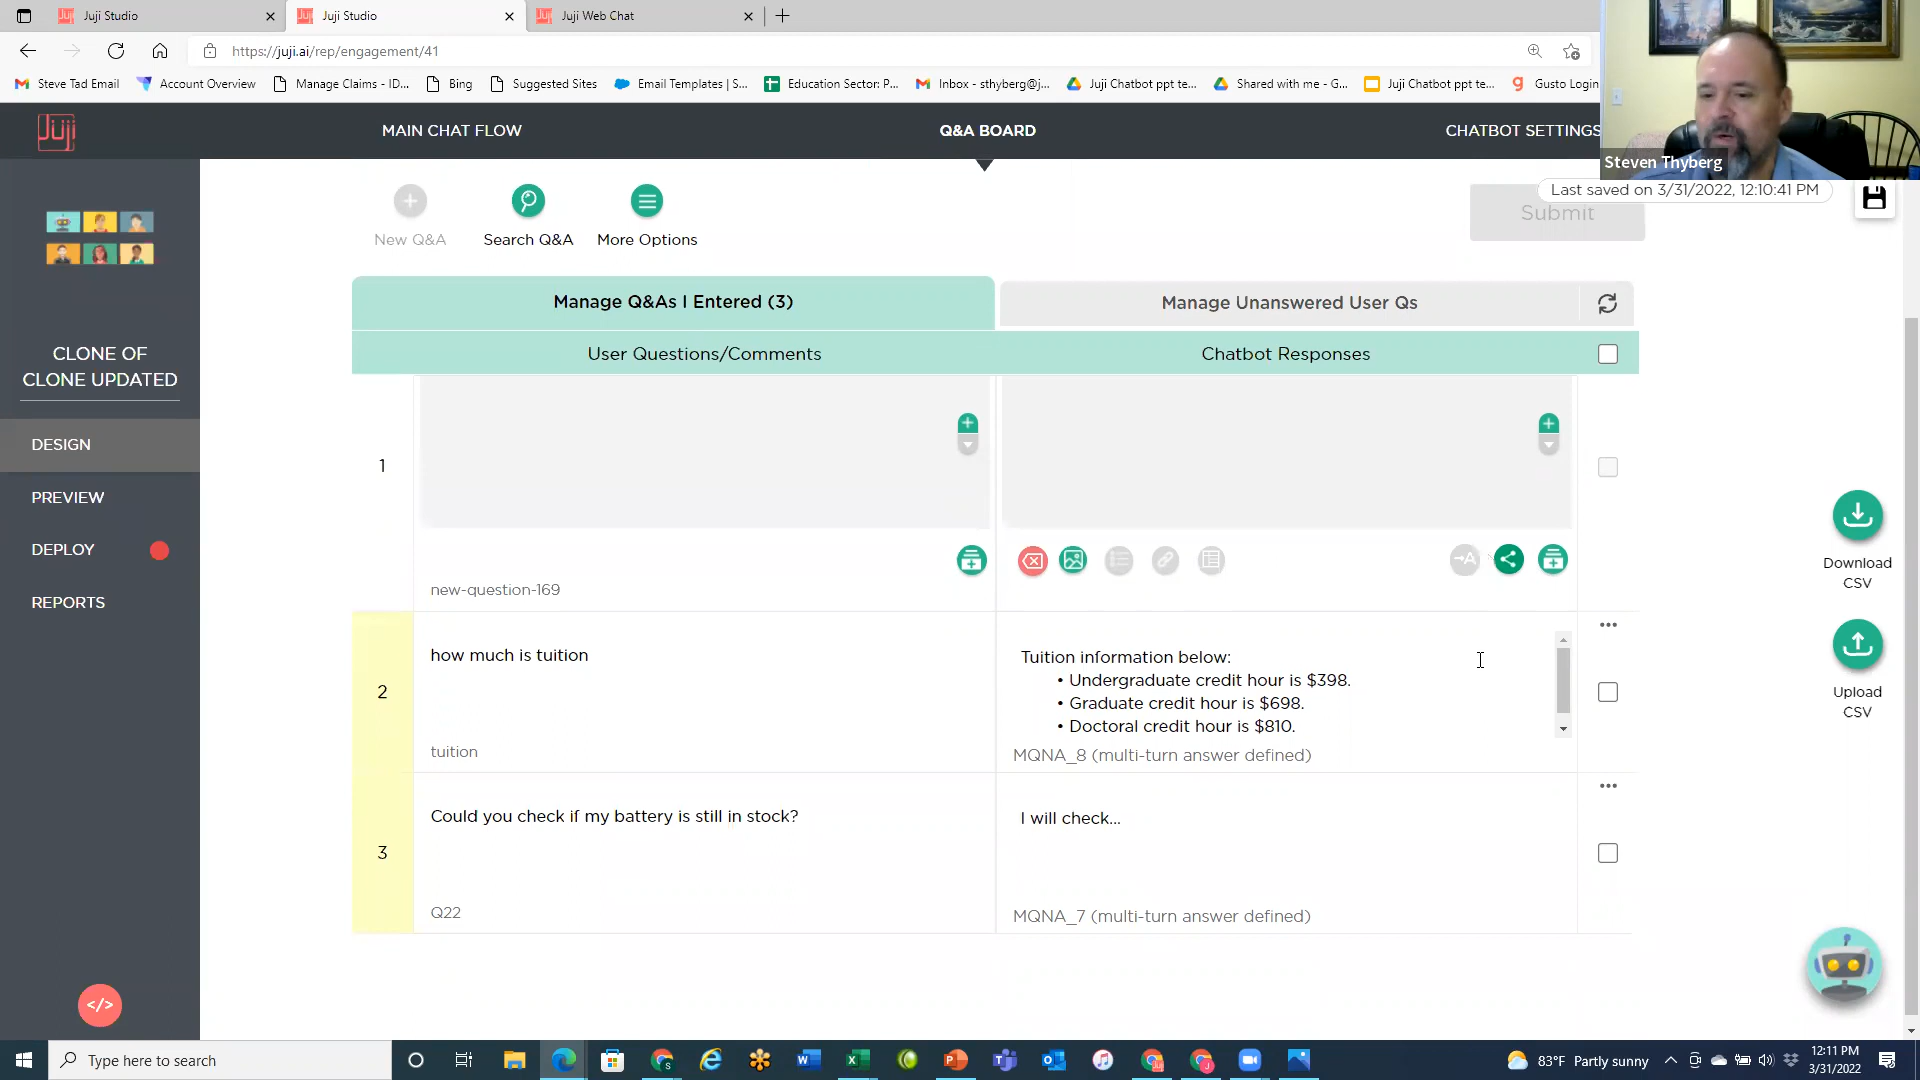 Juji Studio
Juji Studio
Juji Web Chat
https://juji.ai/rep/engagement/41
Steve Tad Email
Account Overview
Manage Claims - ID...
Bing
Suggested Sites
Email Templates | S...
Education Sector: P...
Inbox - sthyberg@j...
Juji Chatbot ppt te...
Shared with me - G...
Juji Chatbot ppt te...
Gusto Login
Juji
MAIN CHAT FLOW
Q&A BOARD
CHATBOT SETTINGS
Steven Thyberg
Last saved on 3/31/2022, 12:10:41 PM
New Q&A
Search Q&A
More Options
Submit
Manage Q&As I Entered (3)
Manage Unanswered User Qs
User Questions/Comments
Chatbot Responses
CLONE OF
CLONE UPDATED
DESIGN
PREVIEW
DEPLOY
REPORTS
1
→A
new-question-169
2
how much is tuition
tuition
Tuition information below:
• Undergraduate credit hour is $398.
• Graduate credit hour is $698.
• Doctoral credit hour is $810.
MQNA_8 (multi-turn answer defined)
3
Could you check if my battery is still in stock?
Q22
I will check...
MQNA_7 (multi-turn answer defined)
Download
CSV
Upload
CSV
</>
Type here to search
83°F Partly sunny
12:11 PM
3/31/2022